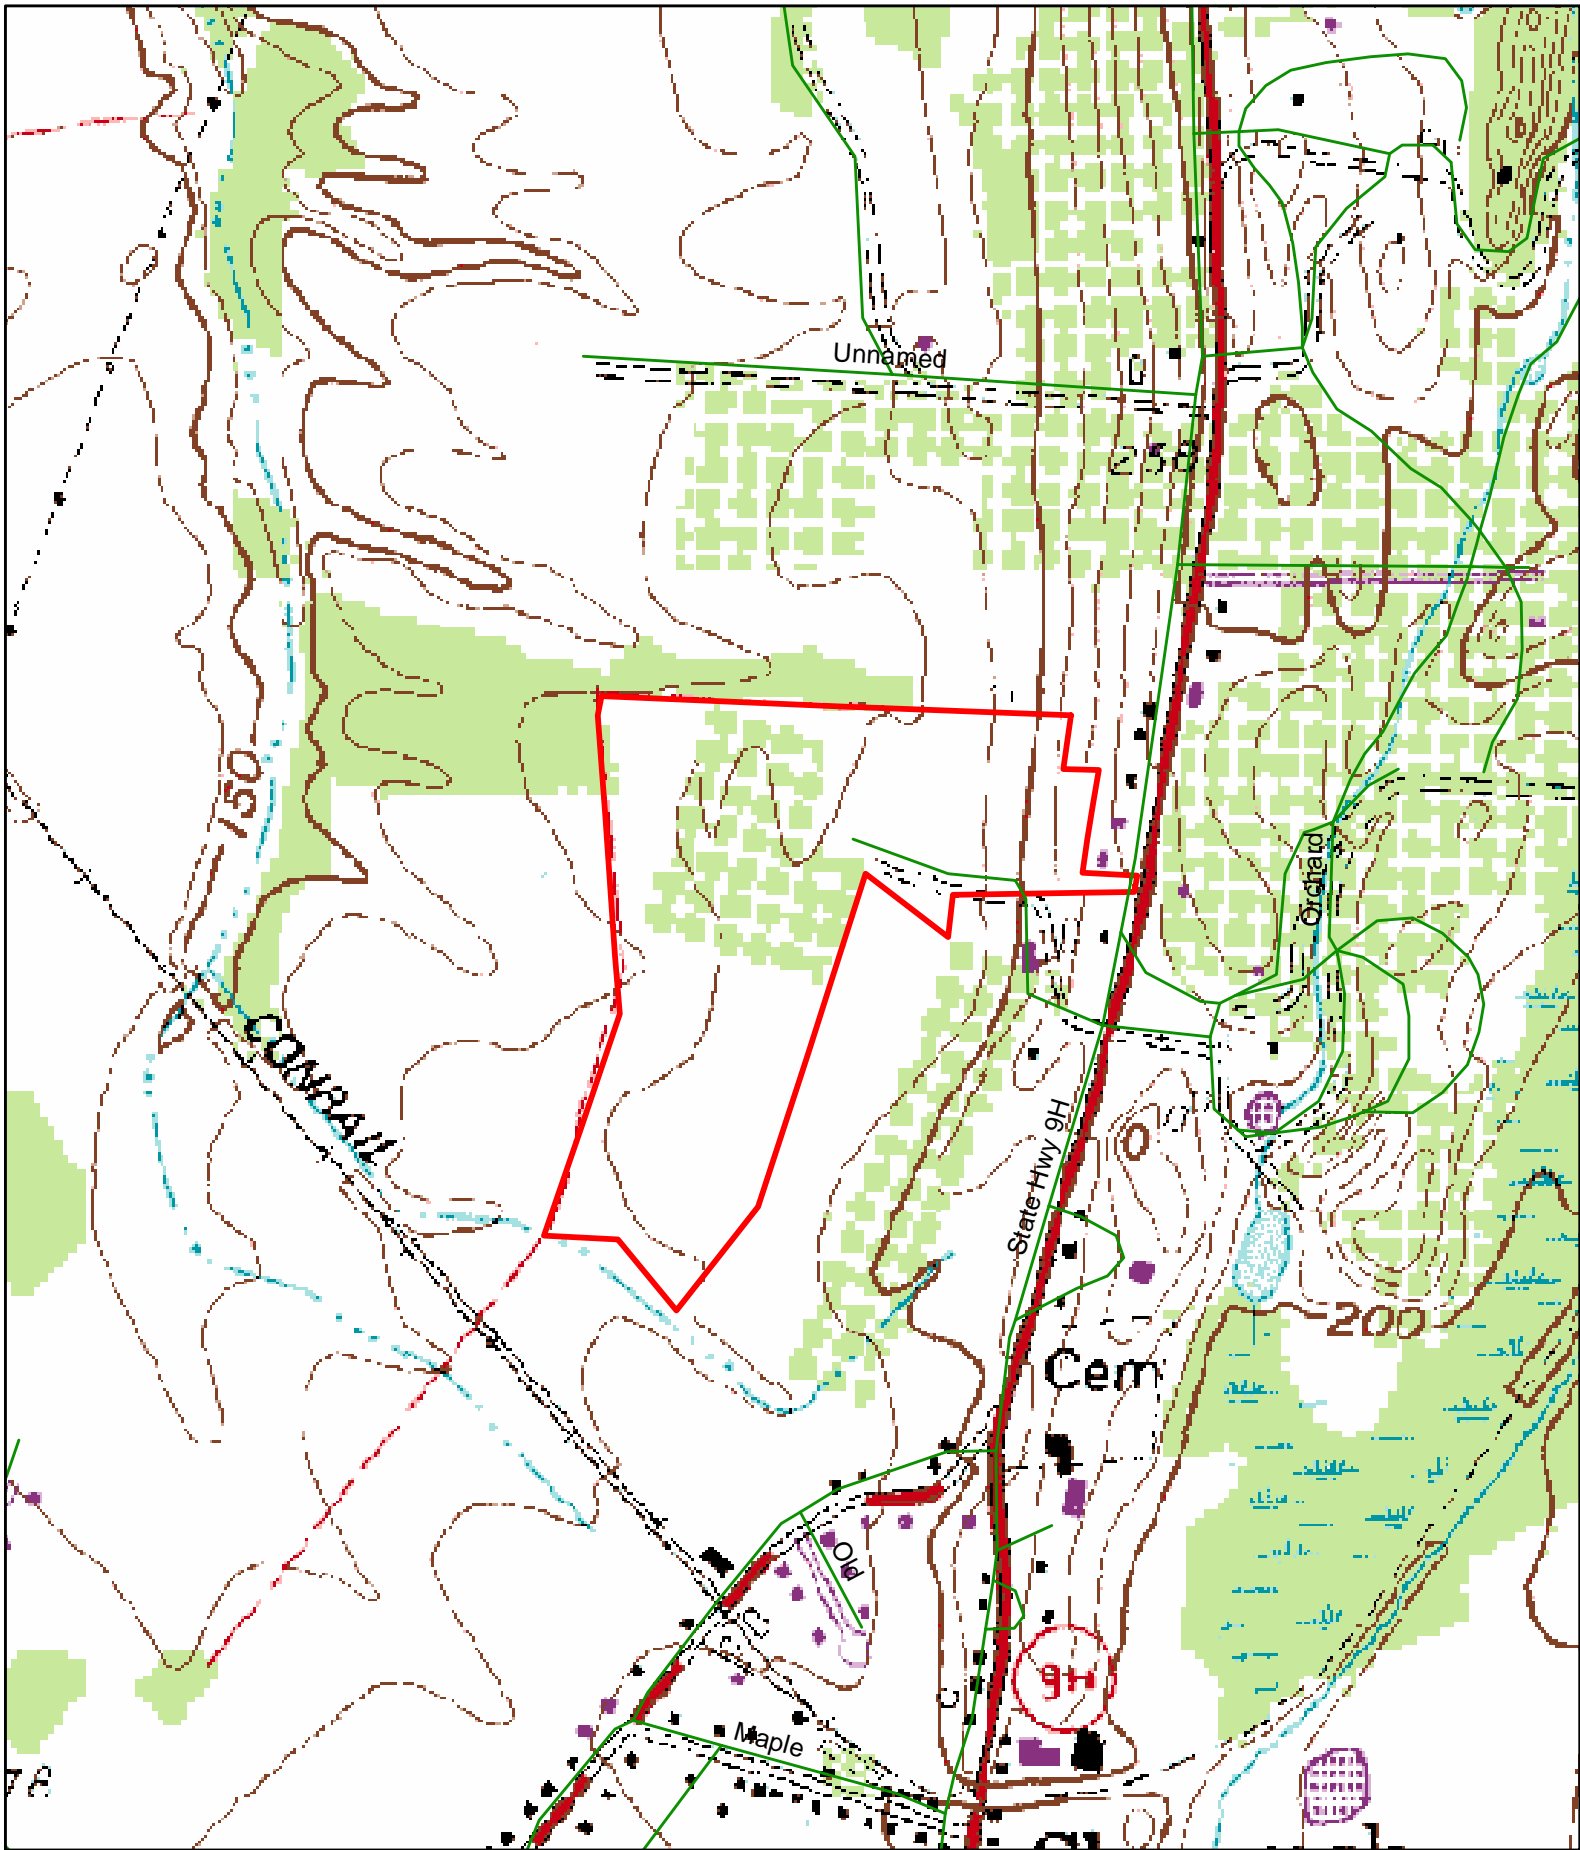 Unnamed
258
150
Orchard
CONRAIL
State Hwy 9H
200
Cem
Old
9H
Maple
78